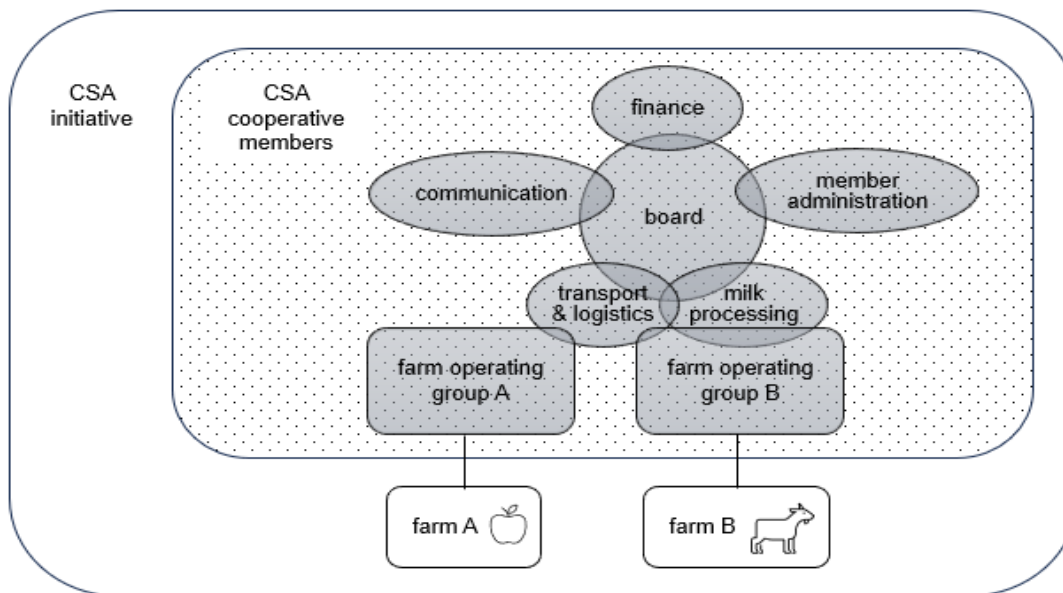 CSA
initiative
CSA
cooperative
members
finance
communication
member
administration
board
transport
& logistics
milk
processing
farm operating
group A
farm operating
group B
farm A
farm B